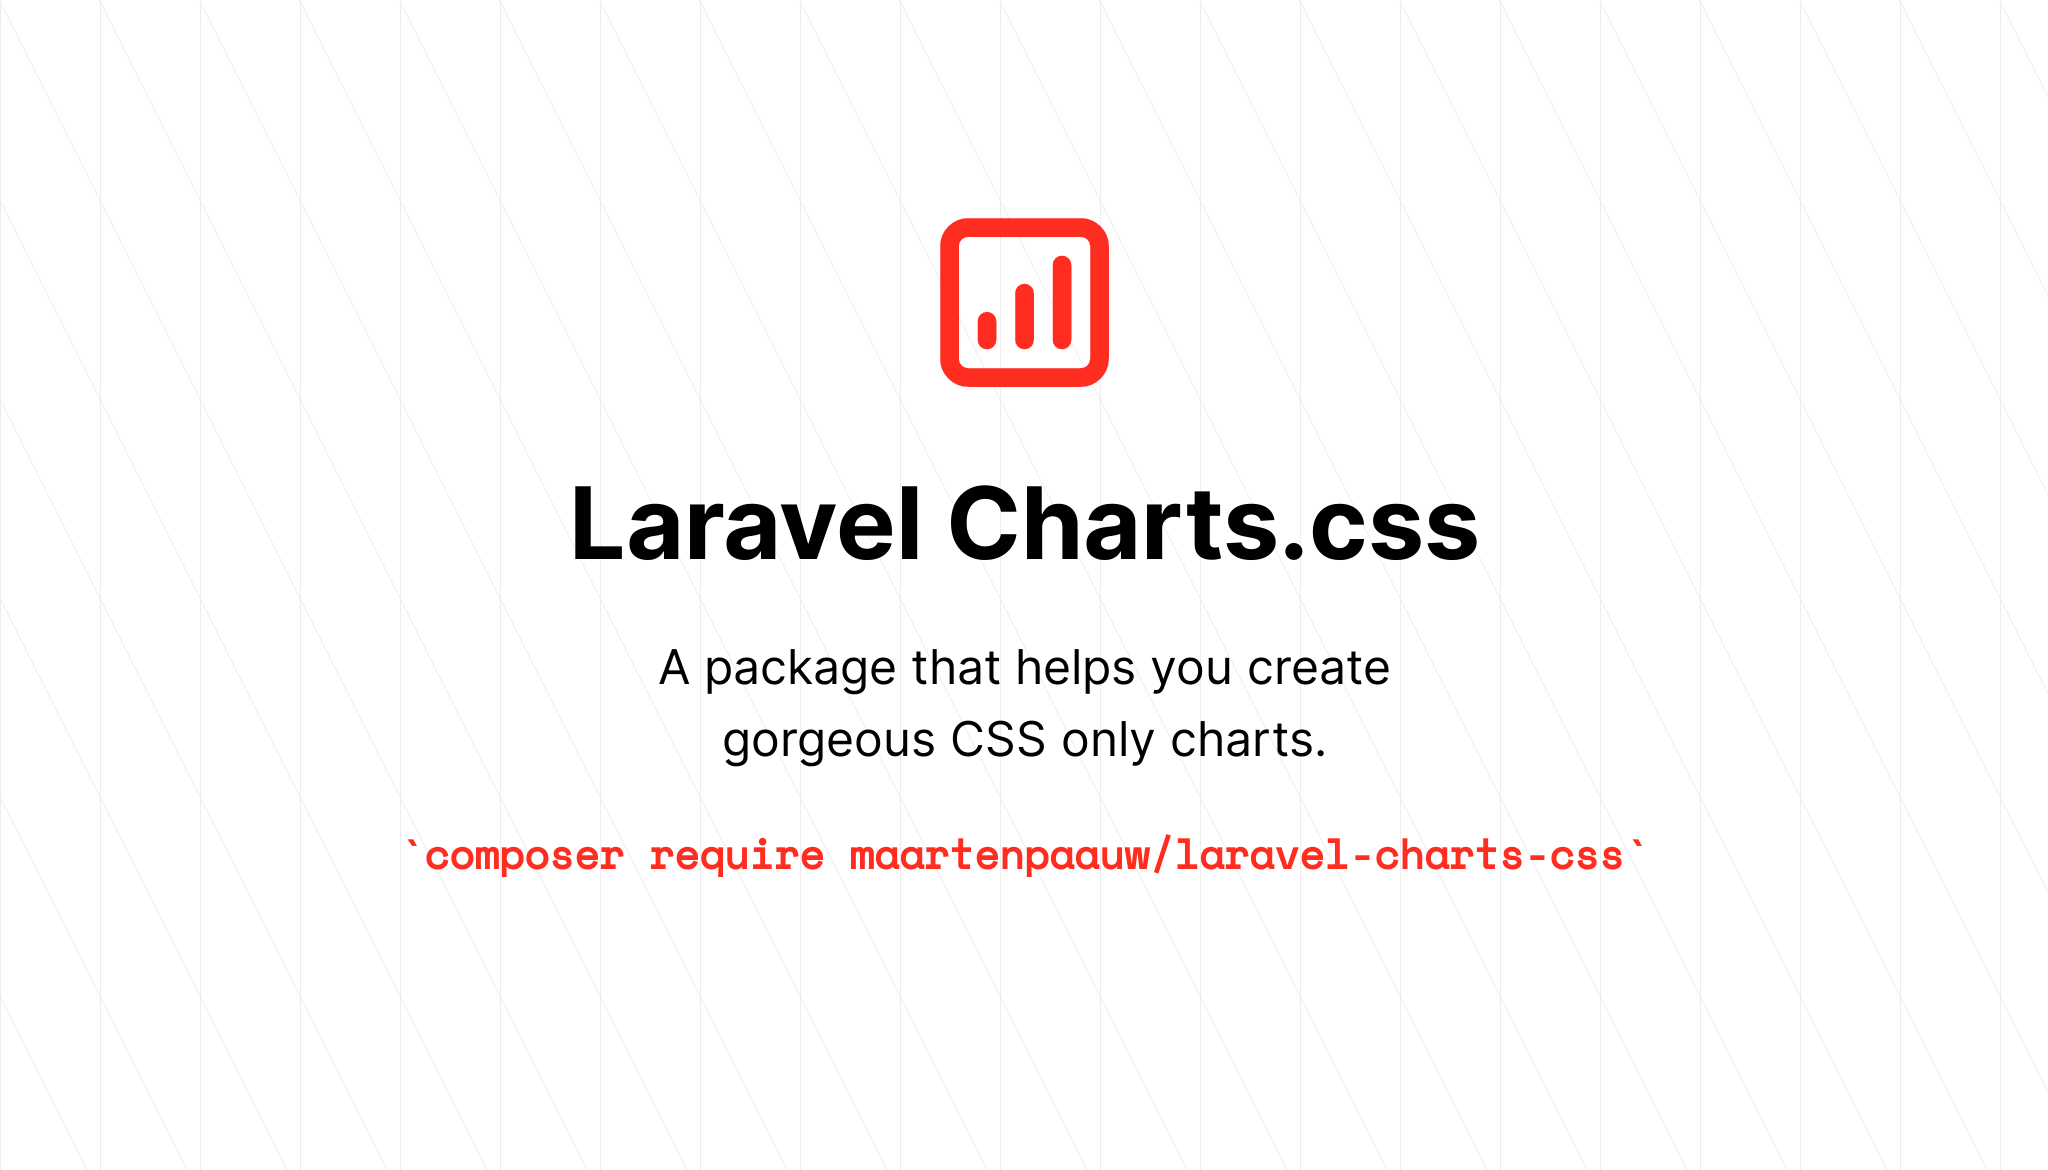 Laravel Charts.css
A package that helps you create
gorgeous CSS only charts.
`composer require maartenpaauw/laravel-charts-css`